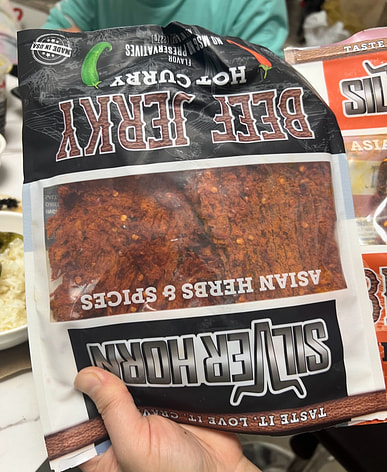 TASTE IT. LOVE IT.
SILVERHORN
ASIAN HERBS & SPICES
BEEF JERKY
HOT CURRY
FLAVOR
NO MSG
PRESERVATIVES
MADE IN USA
TASTE
SIL
ASIAN